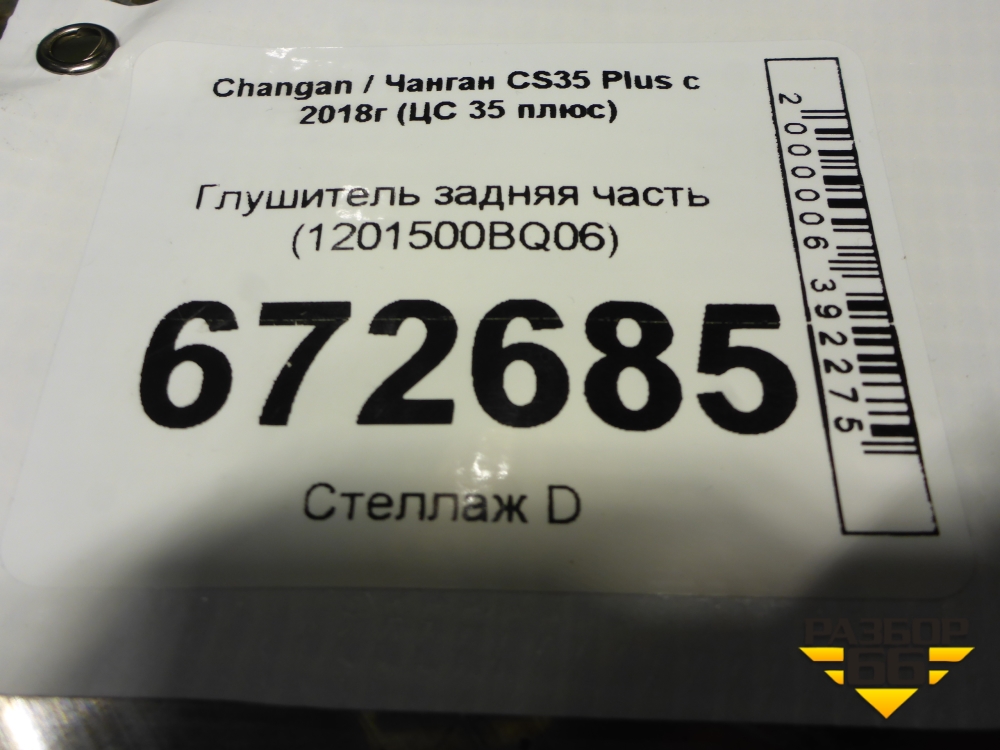 Changan / Чанган CS35 Plus с
2018г (ЦС 35 плюс)
Глушитель задняя часть
(1201500BQ06)
672685
Стеллаж D
2000006392275
РАЗБОР
66